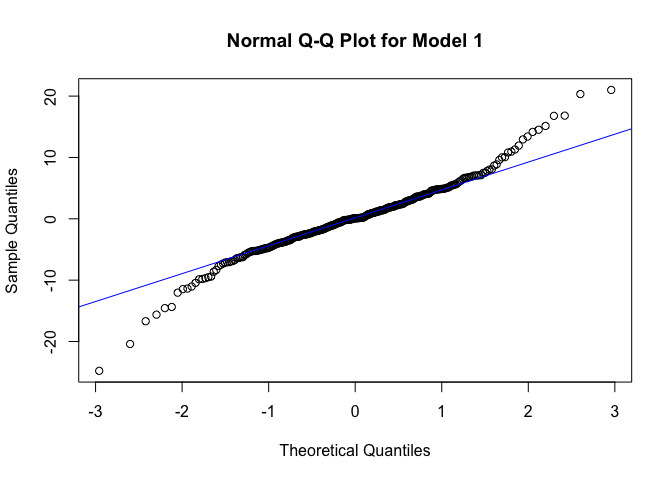 Normal Q-Q Plot for Model 1
Sample Quantiles
20
10
0
-10
-20
-3 -2 -1 0 1 2 3
Theoretical Quantiles